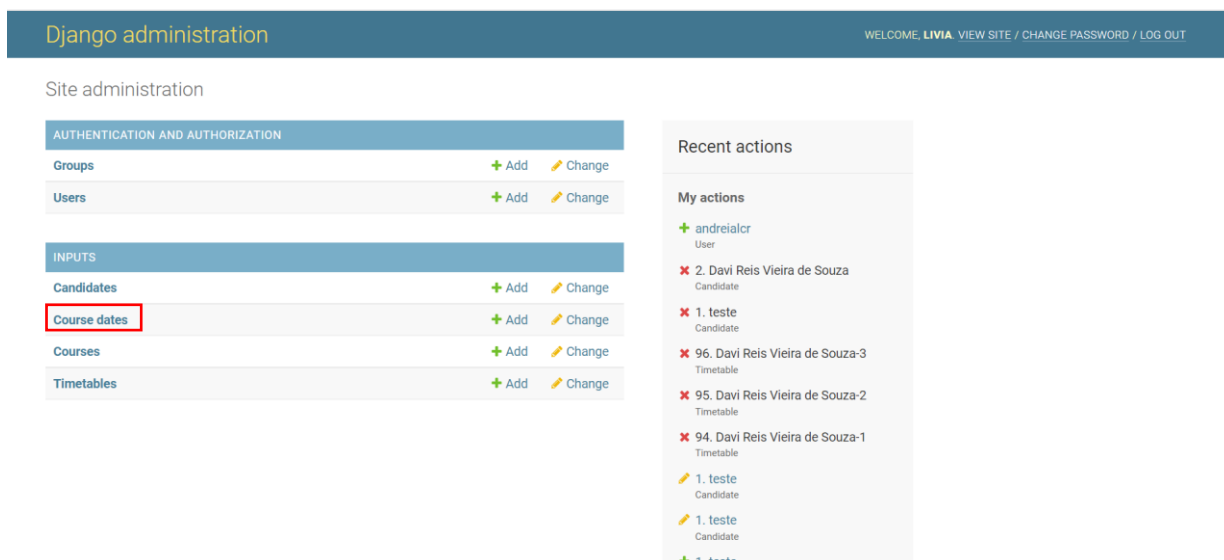 Django administration
WELCOME, LIVIA. VIEW SITE / CHANGE PASSWORD / LOG OUT
Site administration
AUTHENTICATION AND AUTHORIZATION
Groups + Add Change
Users + Add Change
INPUTS
Candidates + Add Change
Course dates + Add Change
Courses + Add Change
Timetables + Add Change
Recent actions
My actions
+ andreialcr
User
× 2. Davi Reis Vieira de Souza
Candidate
× 1. teste
Candidate
× 96. Davi Reis Vieira de Souza-3
Timetable
× 95. Davi Reis Vieira de Souza-2
Timetable
× 94. Davi Reis Vieira de Souza-1
Timetable
1. teste
Candidate
1. teste
Candidate